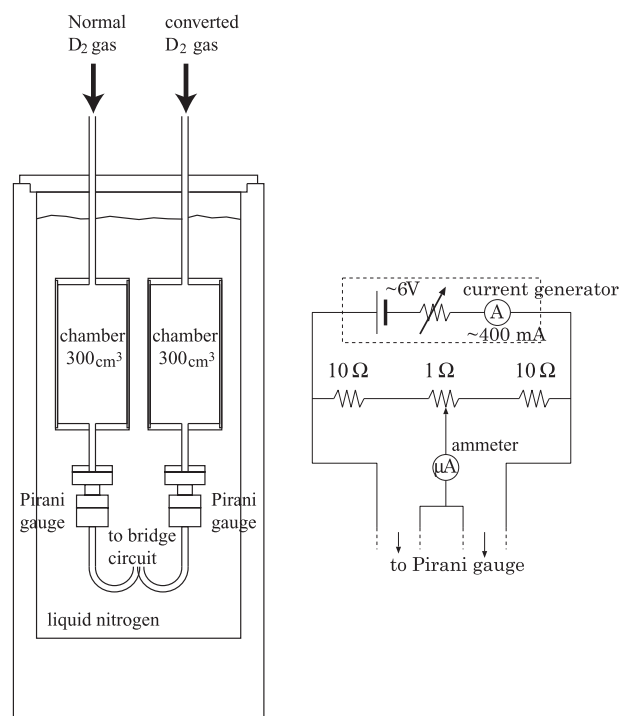 Normal
D2 gas
converted
D2 gas
chamber
300cm3
chamber
300cm3
Pirani
gauge
Pirani
gauge
to bridge
circuit
liquid nitrogen
~6V
current generator
A
~400 mA
10 Ω
1 Ω
10 Ω
ammeter
μA
to Pirani gauge